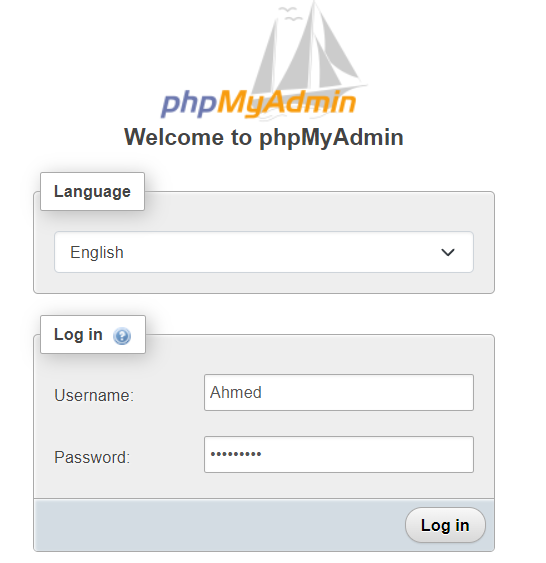 phpMyAdmin
Welcome to phpMyAdmin
Language
English
Log in
Username: Ahmed
Password: •••••••••
Log in